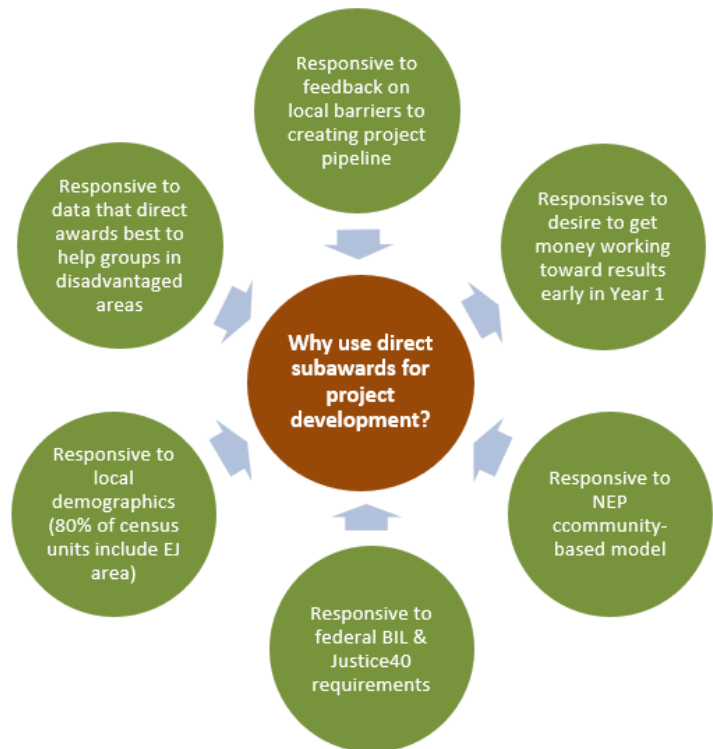 Responsive to
feedback on
local barriers to
creating project
pipeline
Responsisve to
desire to get
money working
toward results
early in Year 1
Responsive to
NEP
ccommunity-
based model
Responsive to
federal BIL &
Justice40
requirements
Responsive to
local
demographics
(80% of census
units include EJ
area)
Responsive to
data that direct
awards best to
help groups in
disadvantaged
areas
Why use direct
subawards for
project
development?